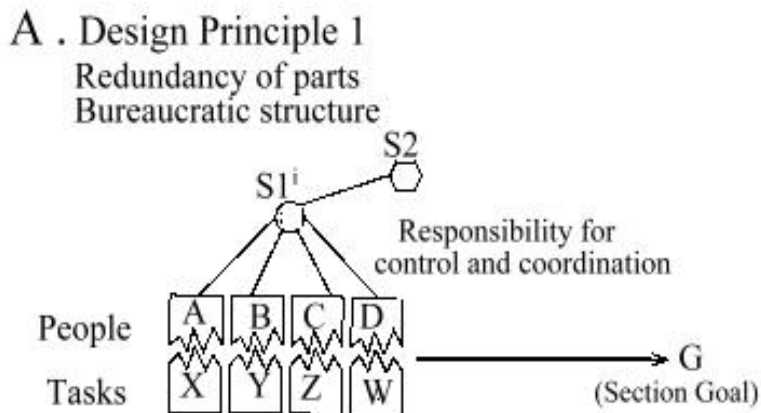 A . Design Principle 1
Redundancy of parts
Bureaucratic structure
S2
S1ⁱ
Responsibility for
control and coordination
People A B C D
G
Tasks X Y Z W
(Section Goal)